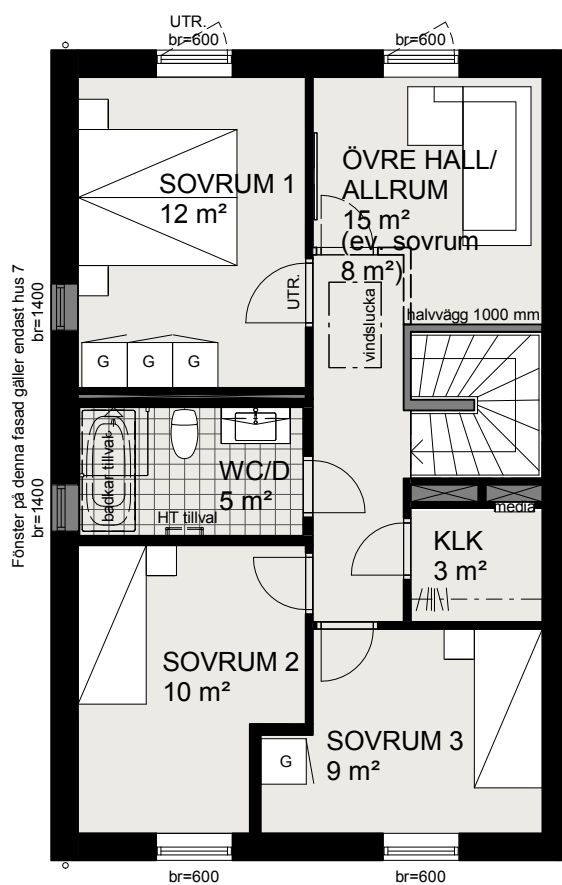 UTR.
br=600
br=600
SOVRUM 1
12 m²
ÖVRE HALL/
ALLRUM
15 m²
(ev. sovrum
8 m²)
UTR.
vindslucka
halvvägg 1000 mm
Fönster på denna fasad gäller endast hus 7
br=1400
br=1400
G
G
G
badkar tillval
WC/D
5 m²
HT tillval
media
KLK
3 m²
SOVRUM 2
10 m²
SOVRUM 3
9 m²
G
br=600
br=600